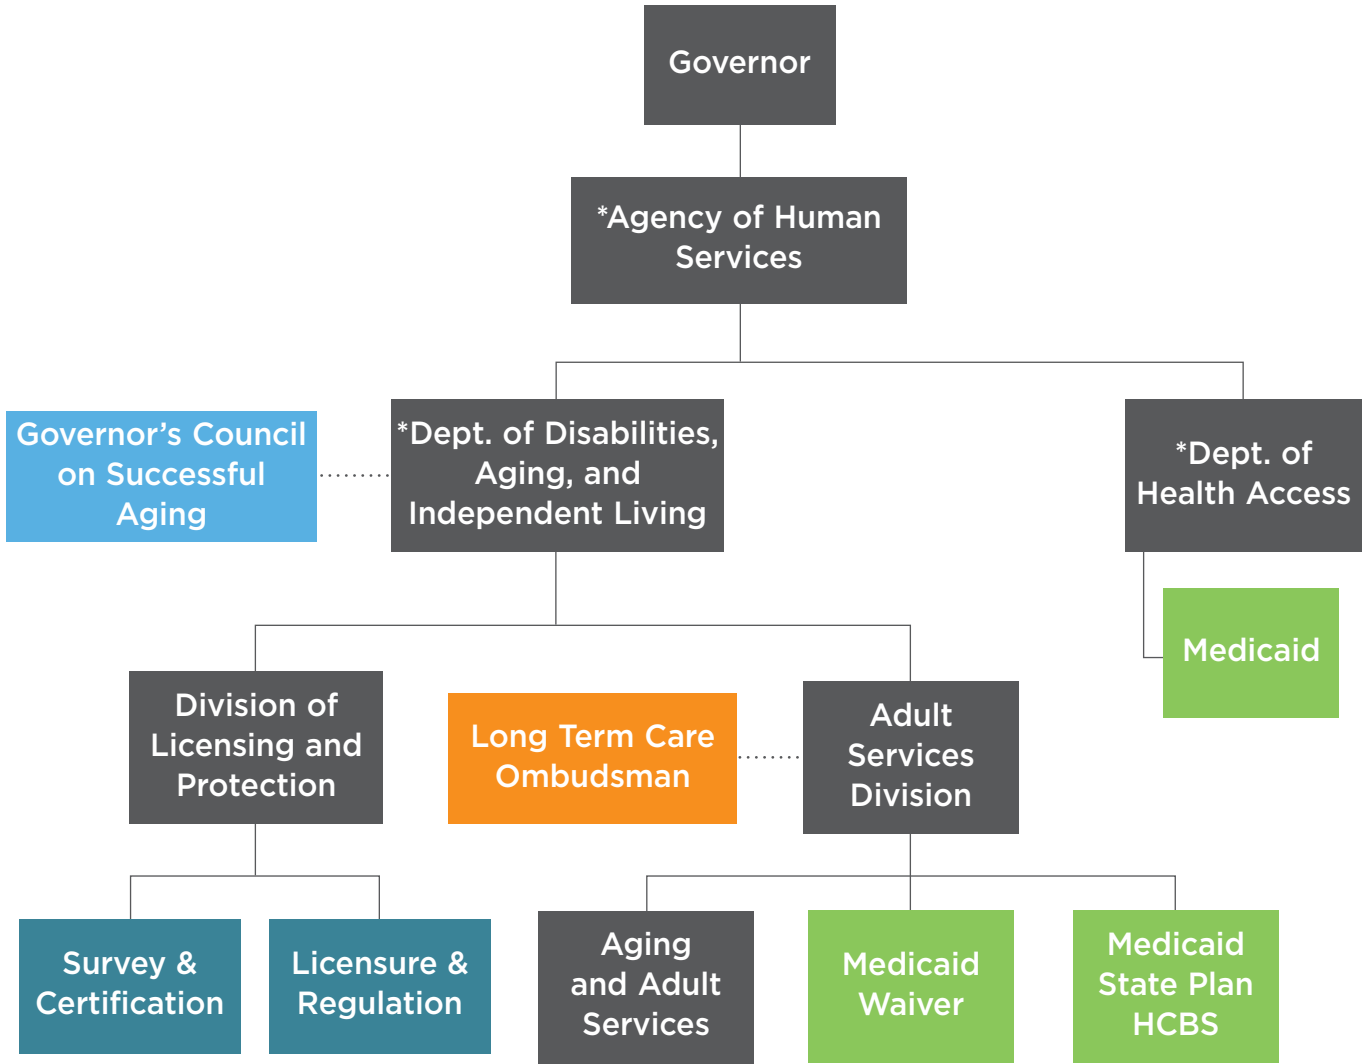 Governor
*Agency of Human
Services
Governor’s Council
on Successful
Aging
*Dept. of Disabilities,
Aging, and
Independent Living
*Dept. of
Health Access
Medicaid
Division of
Licensing and
Protection
Long Term Care
Ombudsman
Adult
Services
Division
Survey &
Certification
Licensure &
Regulation
Aging
and Adult
Services
Medicaid
Waiver
Medicaid
State Plan
HCBS